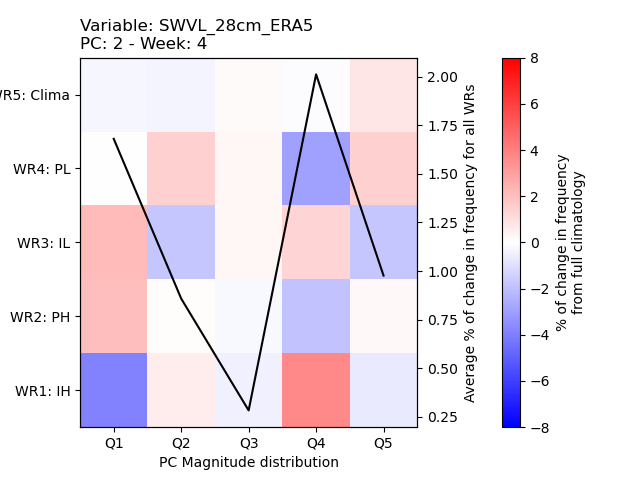 Variable: SWVL_28cm_ERA5
PC: 2 - Week: 4
WR5: Clima
WR4: PL
WR3: IL
WR2: PH
WR1: IH
Q1 Q2 Q3 Q4 Q5
PC Magnitude distribution
2.00
1.75
1.50
1.25
1.00
0.75
0.50
0.25
Average % of change in frequency for all WRs
8
6
4
2
0
−2
−4
−6
−8
% of change in frequency
from full climatology